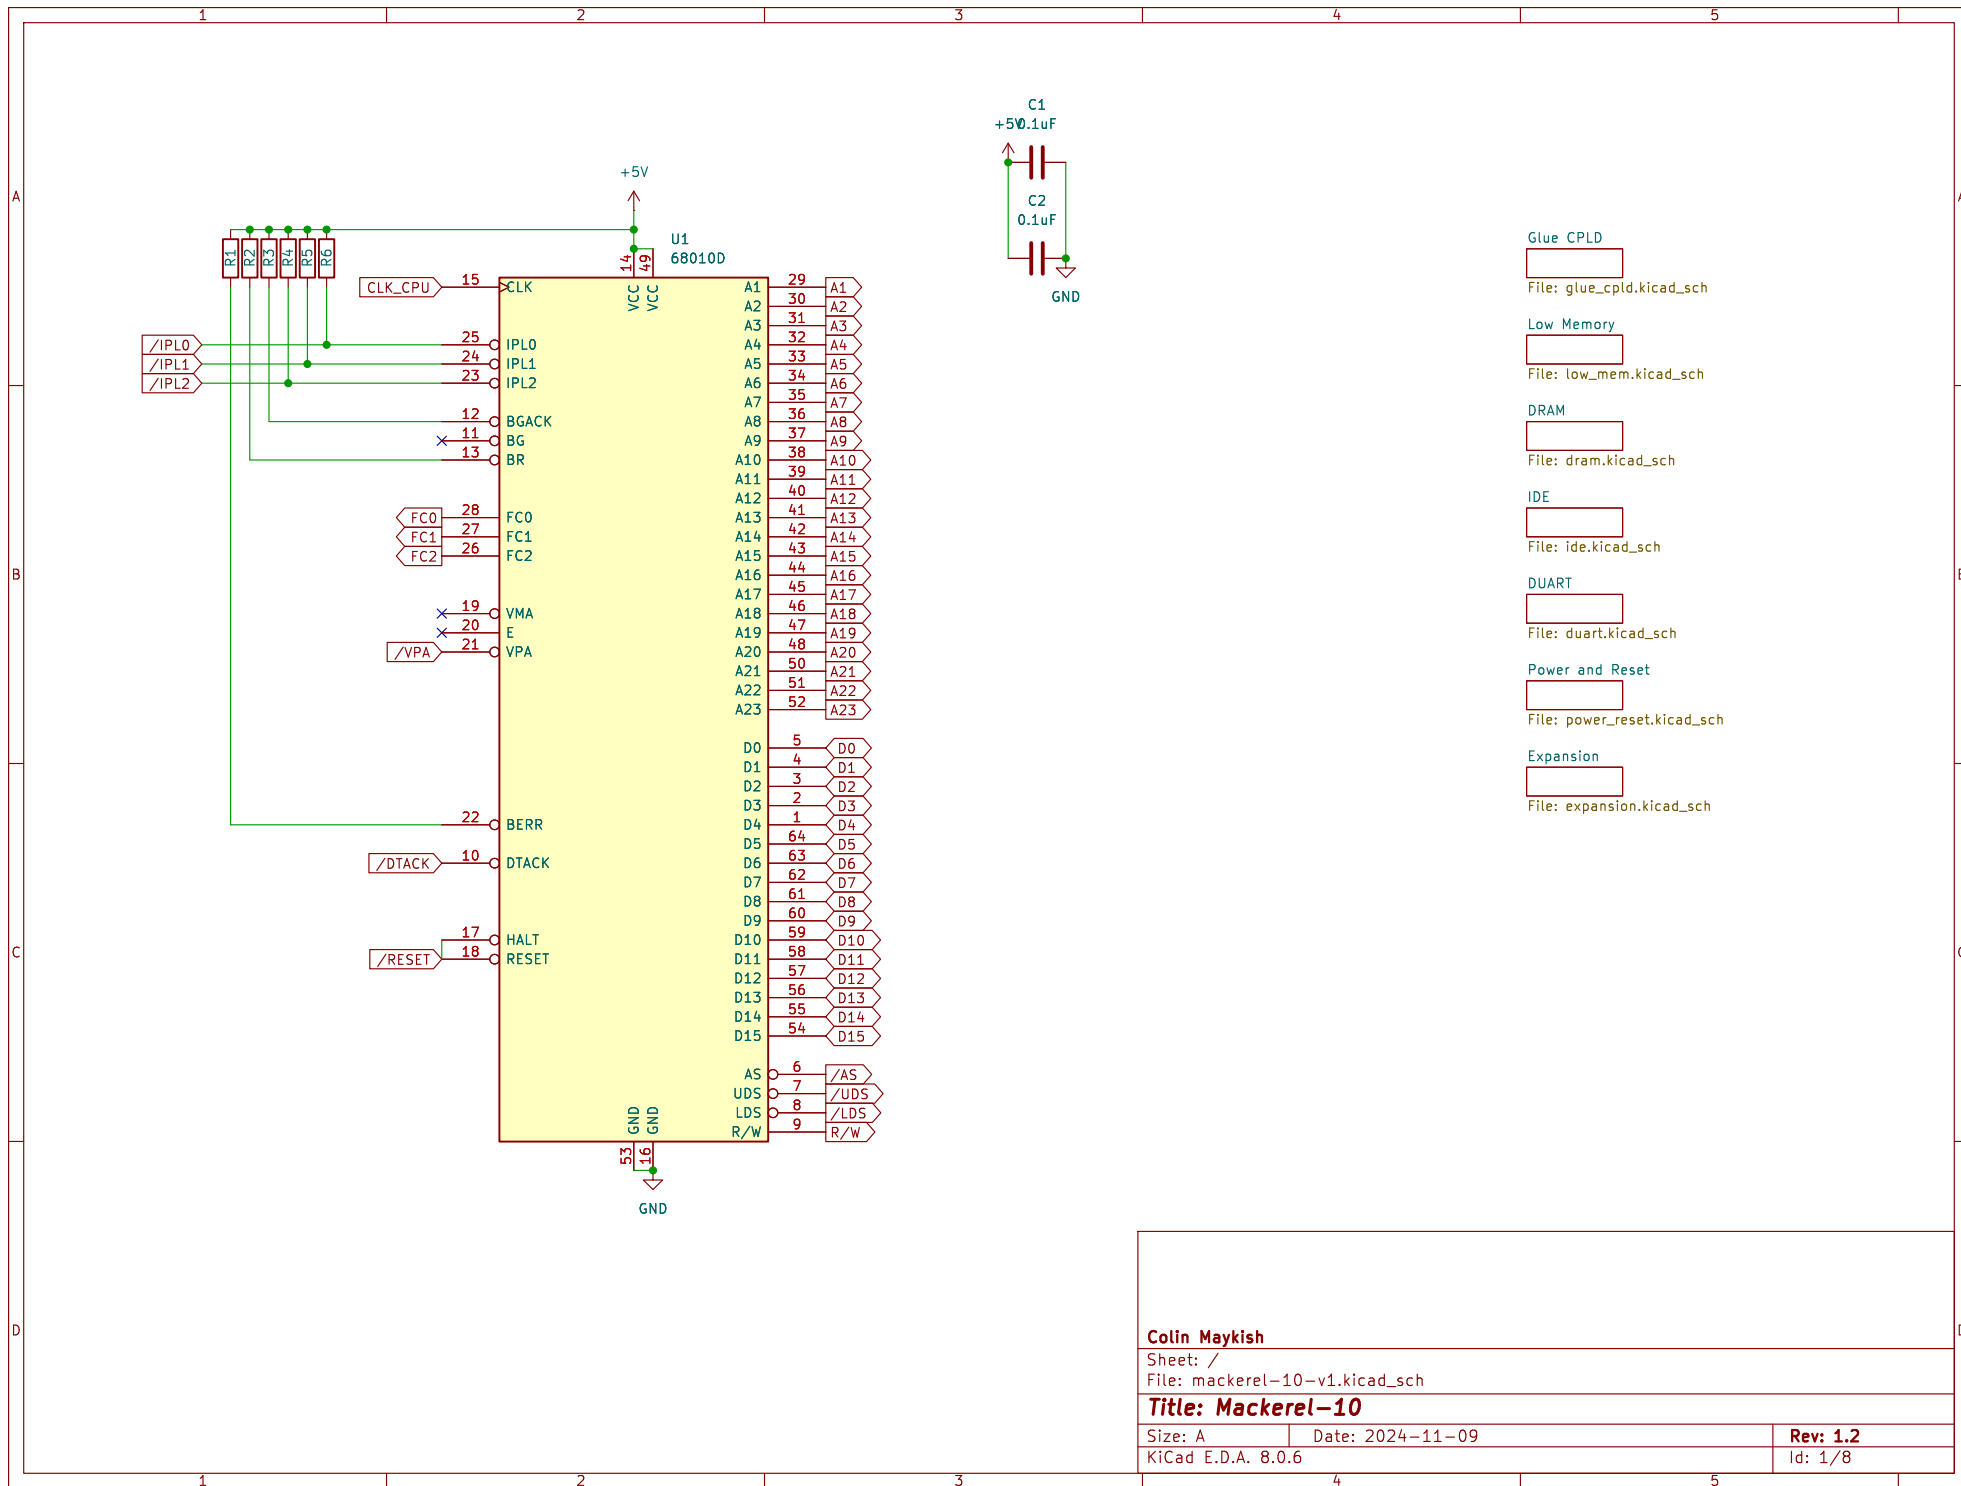 1 2 3 4 5
C1
+5V 0.1uF
+5V
A
C2
0.1uF
GND
U1
68010D
R1 R2 R3 R4 R5 R6
14 49
VCC VCC
CLK_CPU 15 CLK
/IPL0 25 IPL0
/IPL1 24 IPL1
/IPL2 23 IPL2
12 BGACK
11 BG
13 BR
FC0 28 FC0
FC1 27 FC1
FC2 26 FC2
B
19 VMA
20 E
/VPA 21 VPA
22 BERR
/DTACK 10 DTACK
17 HALT
C
/RESET 18 RESET
A1 29 A1
A2 30 A2
A3 31 A3
A4 32 A4
A5 33 A5
A6 34 A6
A7 35 A7
A8 36 A8
A9 37 A9
A10 38 A10
A11 39 A11
A12 40 A12
A13 41 A13
A14 42 A14
A15 43 A15
A16 44 A16
A17 45 A17
A18 46 A18
A19 47 A19
A20 48 A20
A21 50 A21
A22 51 A22
A23 52 A23
D0 5 D0
D1 4 D1
D2 3 D2
D3 2 D3
D4 1 D4
D5 64 D5
D6 63 D6
D7 62 D7
D8 61 D8
D9 60 D9
D10 59 D10
D11 58 D11
D12 57 D12
D13 56 D13
D14 55 D14
D15 54 D15
AS 6 /AS
UDS 7 /UDS
LDS 8 /LDS
R/W 9 R/W
GND GND
53 16
GND
Glue CPLD
File: glue_cpld.kicad_sch
Low Memory
File: low_mem.kicad_sch
DRAM
File: dram.kicad_sch
IDE
File: ide.kicad_sch
DUART
File: duart.kicad_sch
Power and Reset
File: power_reset.kicad_sch
Expansion
File: expansion.kicad_sch
D
Colin Maykish
Sheet: /
File: mackerel-10-v1.kicad_sch
Title: Mackerel-10
Size: A Date: 2024-11-09 Rev: 1.2
KiCad E.D.A. 8.0.6 Id: 1/8
1 2 3 4 5